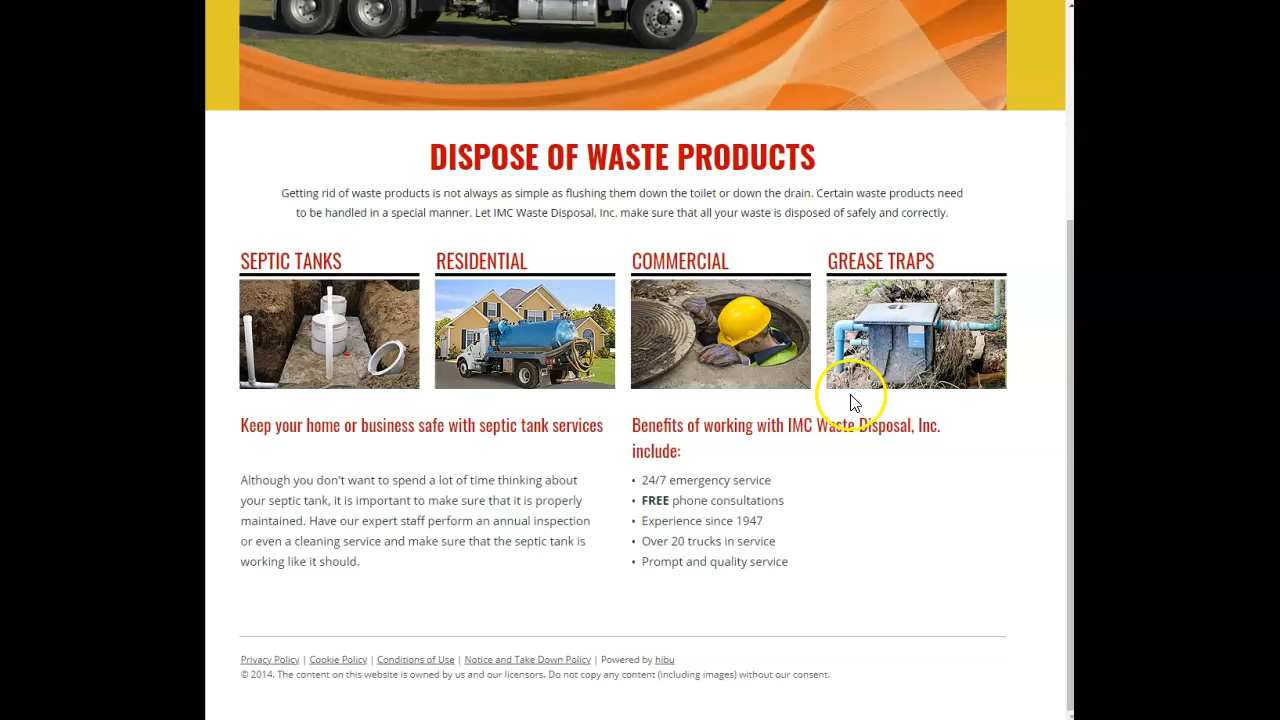 DISPOSE OF WASTE PRODUCTS
Getting rid of waste products is not always as simple as flushing them down the toilet or down the drain. Certain waste products need
to be handled in a special manner. Let IMC Waste Disposal, Inc. make sure that all your waste is disposed of safely and correctly.
SEPTIC TANKS
RESIDENTIAL
COMMERCIAL
GREASE TRAPS
Keep your home or business safe with septic tank services
Although you don't want to spend a lot of time thinking about
your septic tank, it is important to make sure that it is properly
maintained. Have our expert staff perform an annual inspection
or even a cleaning service and make sure that the septic tank is
working like it should.
Benefits of working with IMC Waste Disposal, Inc.
include:
• 24/7 emergency service
• FREE phone consultations
• Experience since 1947
• Over 20 trucks in service
• Prompt and quality service
Privacy Policy | Cookie Policy | Conditions of Use | Notice and Take Down Policy | Powered by hibu
© 2014. The content on this website is owned by us and our licensors. Do not copy any content (including images) without our consent.